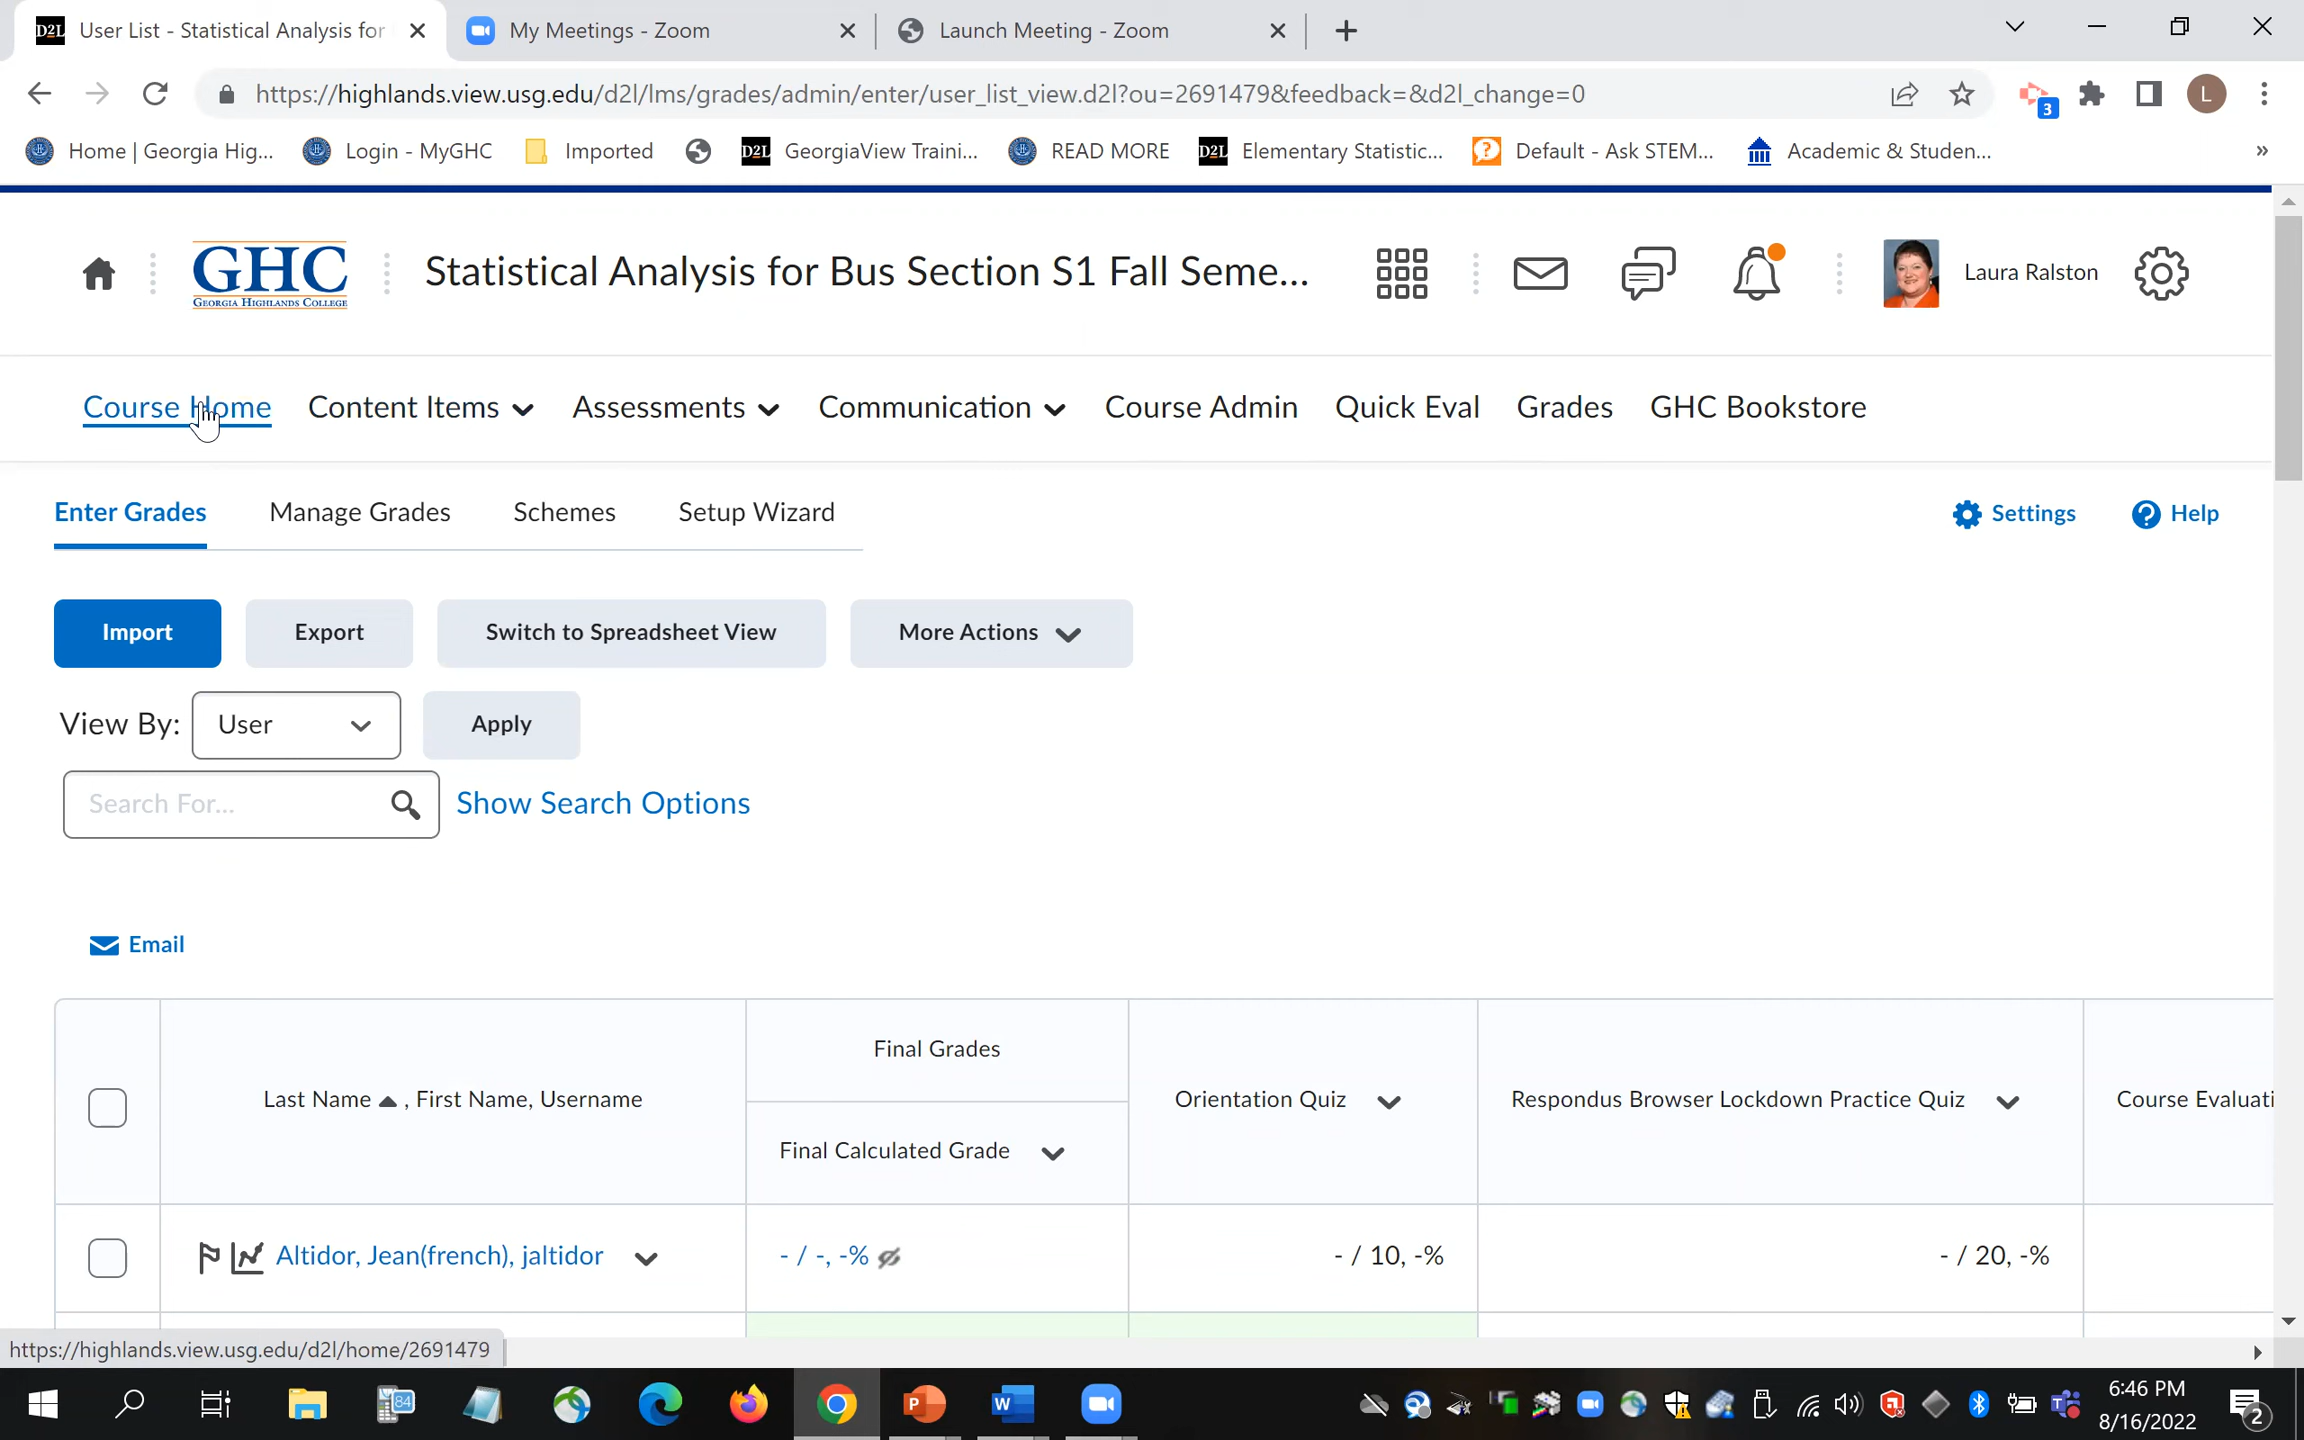 D2L User List - Statistical Analysis for
My Meetings - Zoom
Launch Meeting - Zoom
https://highlands.view.usg.edu/d2l/lms/grades/admin/enter/user_list_view.d2l?ou=2691479&feedback=&d2l_change=0
3
L
Home | Georgia Hig...
Login - MyGHC
Imported
D2L GeorgiaView Traini...
READ MORE
D2L Elementary Statistic...
Default - Ask STEM...
Academic & Studen...
»
GHC
GEORGIA HIGHLANDS COLLEGE
Statistical Analysis for Bus Section S1 Fall Seme...
Laura Ralston
Course Home
Content Items
Assessments
Communication
Course Admin
Quick Eval
Grades
GHC Bookstore
Enter Grades
Manage Grades
Schemes
Setup Wizard
Settings
Help
Import
Export
Switch to Spreadsheet View
More Actions
View By:
User
Apply
Search For...
Show Search Options
Email
Final Grades
Last Name , First Name, Username
Orientation Quiz
Respondus Browser Lockdown Practice Quiz
Course Evaluati
Final Calculated Grade
Altidor, Jean(french), jaltidor
- / -, -%
- / 10, -%
- / 20, -%
https://highlands.view.usg.edu/d2l/home/2691479
84
6:46 PM
8/16/2022
2